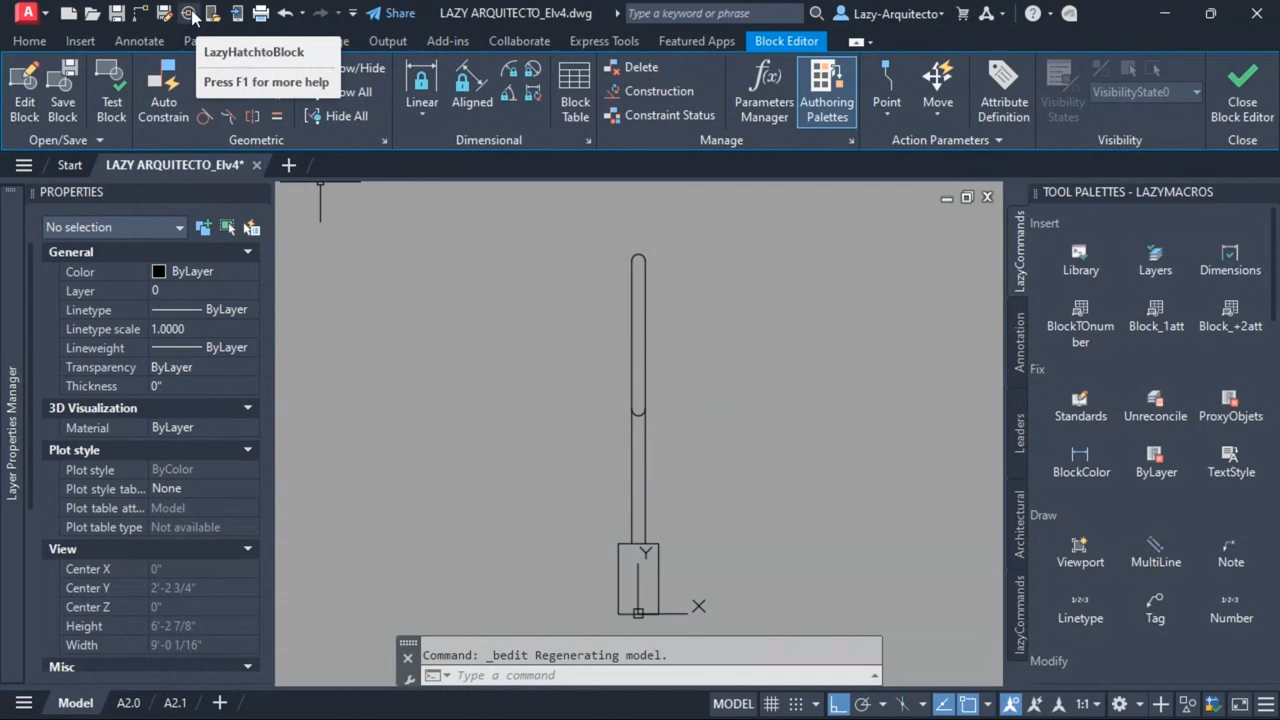 A
Share
LAZY ARQUITECTO_Elv4.dwg
Type a keyword or phrase
Lazy-Arquitecto
Home
Insert
Annotate
Output
Add-ins
Collaborate
Express Tools
Featured Apps
Block Editor
LazyHatchtoBlock
Press F1 for more help
Edit
Block
Save
Block
Test
Block
Auto
Constrain
Hide All
Linear
Aligned
Block
Table
Delete
Construction
Constraint Status
f(x)
Parameters
Manager
Authoring
Palettes
Point
Move
Attribute
Definition
Visibility
States
VisibilityState0
Close
Block Editor
Open/Save
Geometric
Dimensional
Manage
Action Parameters
Visibility
Close
Start
LAZY ARQUITECTO_Elv4*
PROPERTIES
No selection
General
Color ByLayer
Layer 0
Linetype ByLayer
Linetype scale 1.0000
Lineweight ByLayer
Transparency ByLayer
Thickness 0"
3D Visualization
Material ByLayer
Plot style
Plot style ByColor
Plot style tab... None
Plot table att... Model
Plot table type Not available
View
Center X 0"
Center Y 2'-2 3/4"
Center Z 0"
Height 6'-2 7/8"
Width 9'-0 1/16"
Misc
Layer Properties Manager
Y
X
Command: _bedit Regenerating model.
Type a command
TOOL PALETTES - LAZYMACROS
LazyCommands
Annotation
Leaders
Architectural
lazyCommands
Insert
Library
Layers
Dimensions
BlockTOnum
ber
Block_1att
Block_+2att
Fix
Standards
Unreconcile
ProxyObjets
BlockColor
ByLayer
TextStyle
Draw
Viewport
MultiLine
Note
Linetype
Tag
Number
Modify
Model
A2.0
A2.1
MODEL
1:1